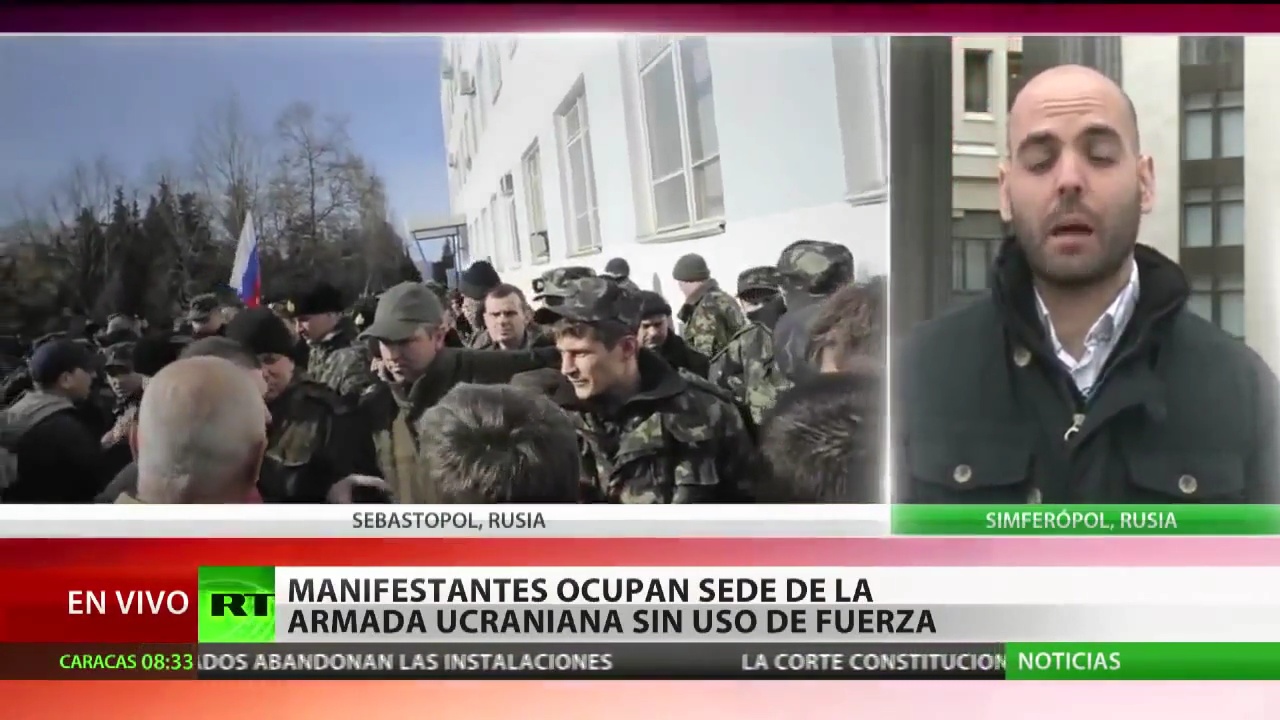 SEBASTOPOL, RUSIA
SIMFERÓPOL, RUSIA
EN VIVO
RT
MANIFESTANTES OCUPAN SEDE DE LA
ARMADA UCRANIANA SIN USO DE FUERZA
CARACAS 08:33
ABANDONAN LAS INSTALACIONES LA CORTE
NOTICIAS